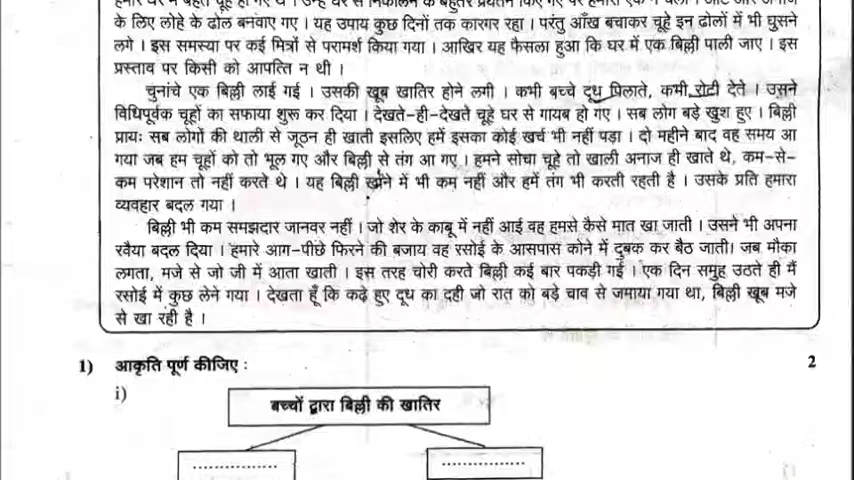 के लिए लोहे के ढोल बनवाए गए । यह उपाय कुछ दिनों तक कारगर रहा । परंतु आँख बचाकर चूहे इन ढोलों में भी घुसने
लगे । इस समस्या पर कई मित्रों से परामर्श किया गया । आखिर यह फैसला हुआ कि घर में एक बिल्ली पाली जाए । इस
प्रस्ताव पर किसी को आपत्ति न थी ।
चुनांचे एक बिल्ली लाई गई । उसकी खूब खातिर होने लगी । कभी बच्चे दूध पिलाते, कभी रोटी देते । उसने
विधिपूर्वक चूहों का सफाया शुरू कर दिया । देखते-ही-देखते चूहे घर से गायब हो गए । सब लोग बड़े खुश हुए । बिल्ली
प्राय: सब लोगों की थाली से जूठन ही खाती इसलिए हमें इसका कोई खर्च भी नहीं पड़ा । दो महीने बाद वह समय आ
गया जब हम चूहों को तो भूल गए और बिल्ली से तंग आ गए । हमने सोचा चूहे तो खाली अनाज ही खाते थे, कम-से-
कम परेशान तो नहीं करते थे । यह बिल्ली खाने में भी कम नहीं और हमें तंग भी करती रहती है । उसके प्रति हमारा
व्यवहार बदल गया ।
बिल्ली भी कम समझदार जानवर नहीं । जो शेर के काबू में नहीं आई वह हमसे कैसे मात खा जाती । उसने भी अपना
रवैया बदल दिया । हमारे आग-पीछे फिरने की बजाय वह रसोई के आसपास कोने में दुबक कर बैठ जाती। जब मौका
लगता, मजे से जो जी में आता खाती । इस तरह चोरी करते बिल्ली कई बार पकड़ी गई । एक दिन समुह उठते ही मैं
रसोई में कुछ लेने गया । देखता हूँ कि कढ़े हुए दूध का दही जो रात को बड़े चाव से जमाया गया था, बिल्ली खूब मजे
से खा रही है ।
1) आकृति पूर्ण कीजिए : 2
i)
बच्चों द्वारा बिल्ली की खातिर